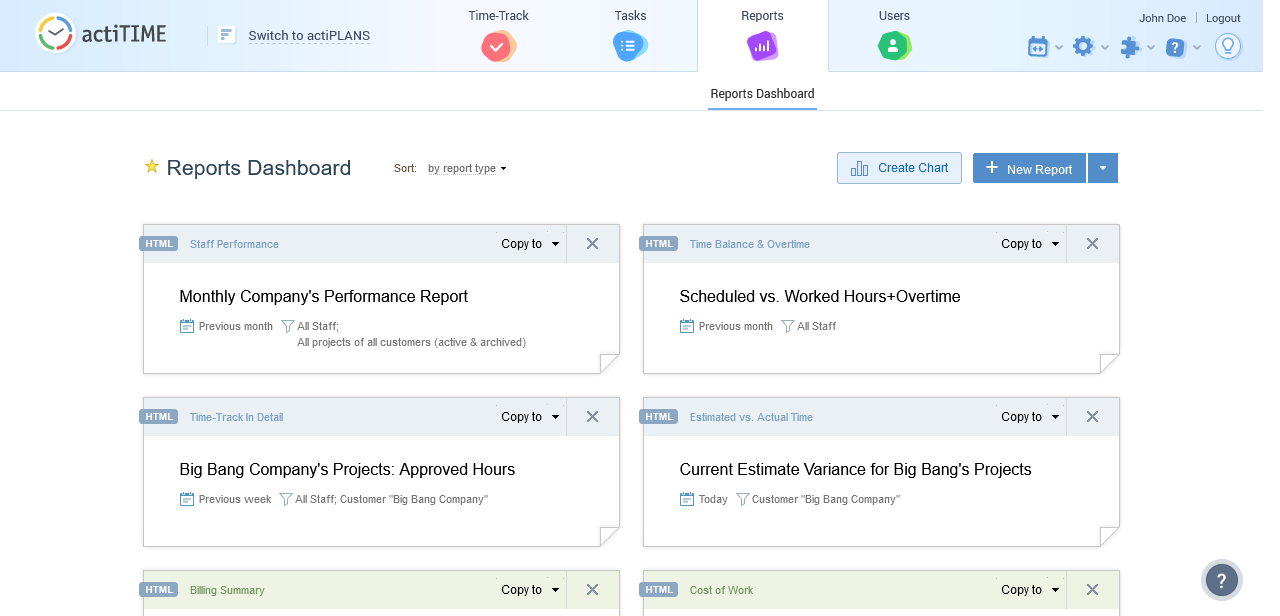 Time-Track
Tasks
Reports
Users
John Doe
Logout
actiTIME
Switch to actiPLANS
?
Reports Dashboard
Reports Dashboard
Sort: by report type
Create Chart
+ New Report
HTML Staff Performance Copy to
Monthly Company's Performance Report
Previous month All Staff;
All projects of all customers (active & archived)
HTML Time Balance & Overtime Copy to
Scheduled vs. Worked Hours+Overtime
Previous month All Staff
HTML Time-Track In Detail Copy to
Big Bang Company's Projects: Approved Hours
Previous week All Staff; Customer "Big Bang Company"
HTML Estimated vs. Actual Time Copy to
Current Estimate Variance for Big Bang's Projects
Today Customer "Big Bang Company"
HTML Billing Summary Copy to
HTML Cost of Work Copy to
?